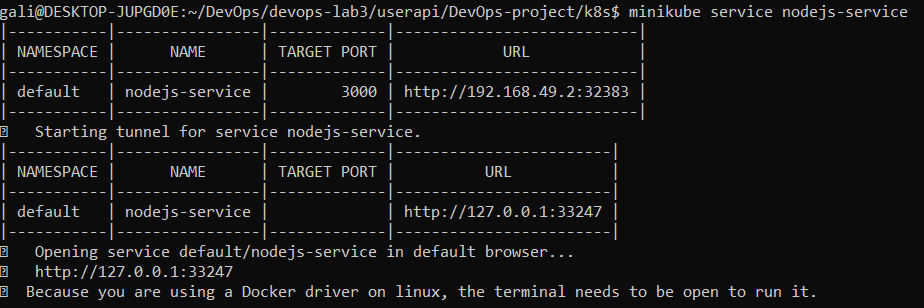 gali@DESKTOP-JUPGD0E:~/DevOps/devops-lab3/userapi/DevOps-project/k8s$ minikube service nodejs-service
|-----------|----------------|-------------|---------------------------|
| NAMESPACE |      NAME      | TARGET PORT |            URL            |
|-----------|----------------|-------------|---------------------------|
| default   | nodejs-service |        3000 | http://192.168.49.2:32383 |
|-----------|----------------|-------------|---------------------------|
Starting tunnel for service nodejs-service.
|-----------|----------------|-------------|------------------------|
| NAMESPACE |      NAME      | TARGET PORT |          URL           |
|-----------|----------------|-------------|------------------------|
| default   | nodejs-service |             | http://127.0.0.1:33247 |
|-----------|----------------|-------------|------------------------|
Opening service default/nodejs-service in default browser...
http://127.0.0.1:33247
Because you are using a Docker driver on linux, the terminal needs to be open to run it.